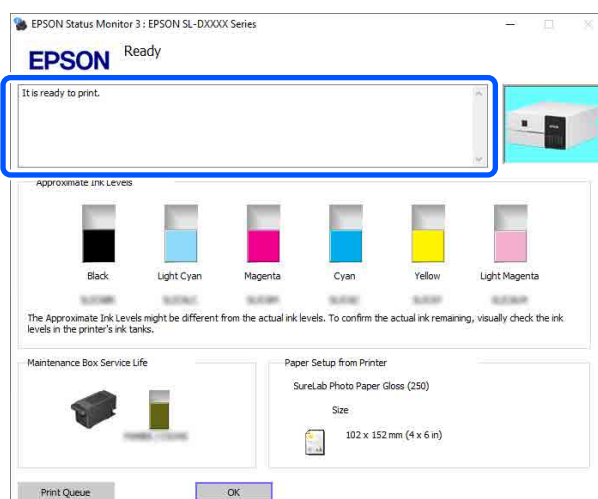 EPSON Status Monitor 3 : EPSON SL-DXXXX Series
EPSON
Ready
It is ready to print.
Approximate Ink Levels
Black
Light Cyan
Magenta
Cyan
Yellow
Light Magenta
The Approximate Ink Levels might be different from the actual ink levels. To confirm the actual ink remaining, visually check the ink
levels in the printer's ink tanks.
Maintenance Box Service Life
Paper Setup from Printer
SureLab Photo Paper Gloss (250)
Size
102 x 152 mm (4 x 6 in)
Print Queue
OK